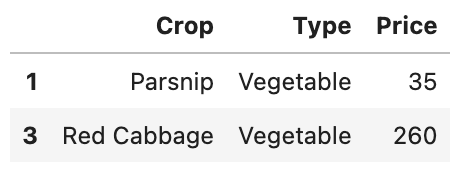 Crop Type Price
1 Parsnip Vegetable 35
3 Red Cabbage Vegetable 260